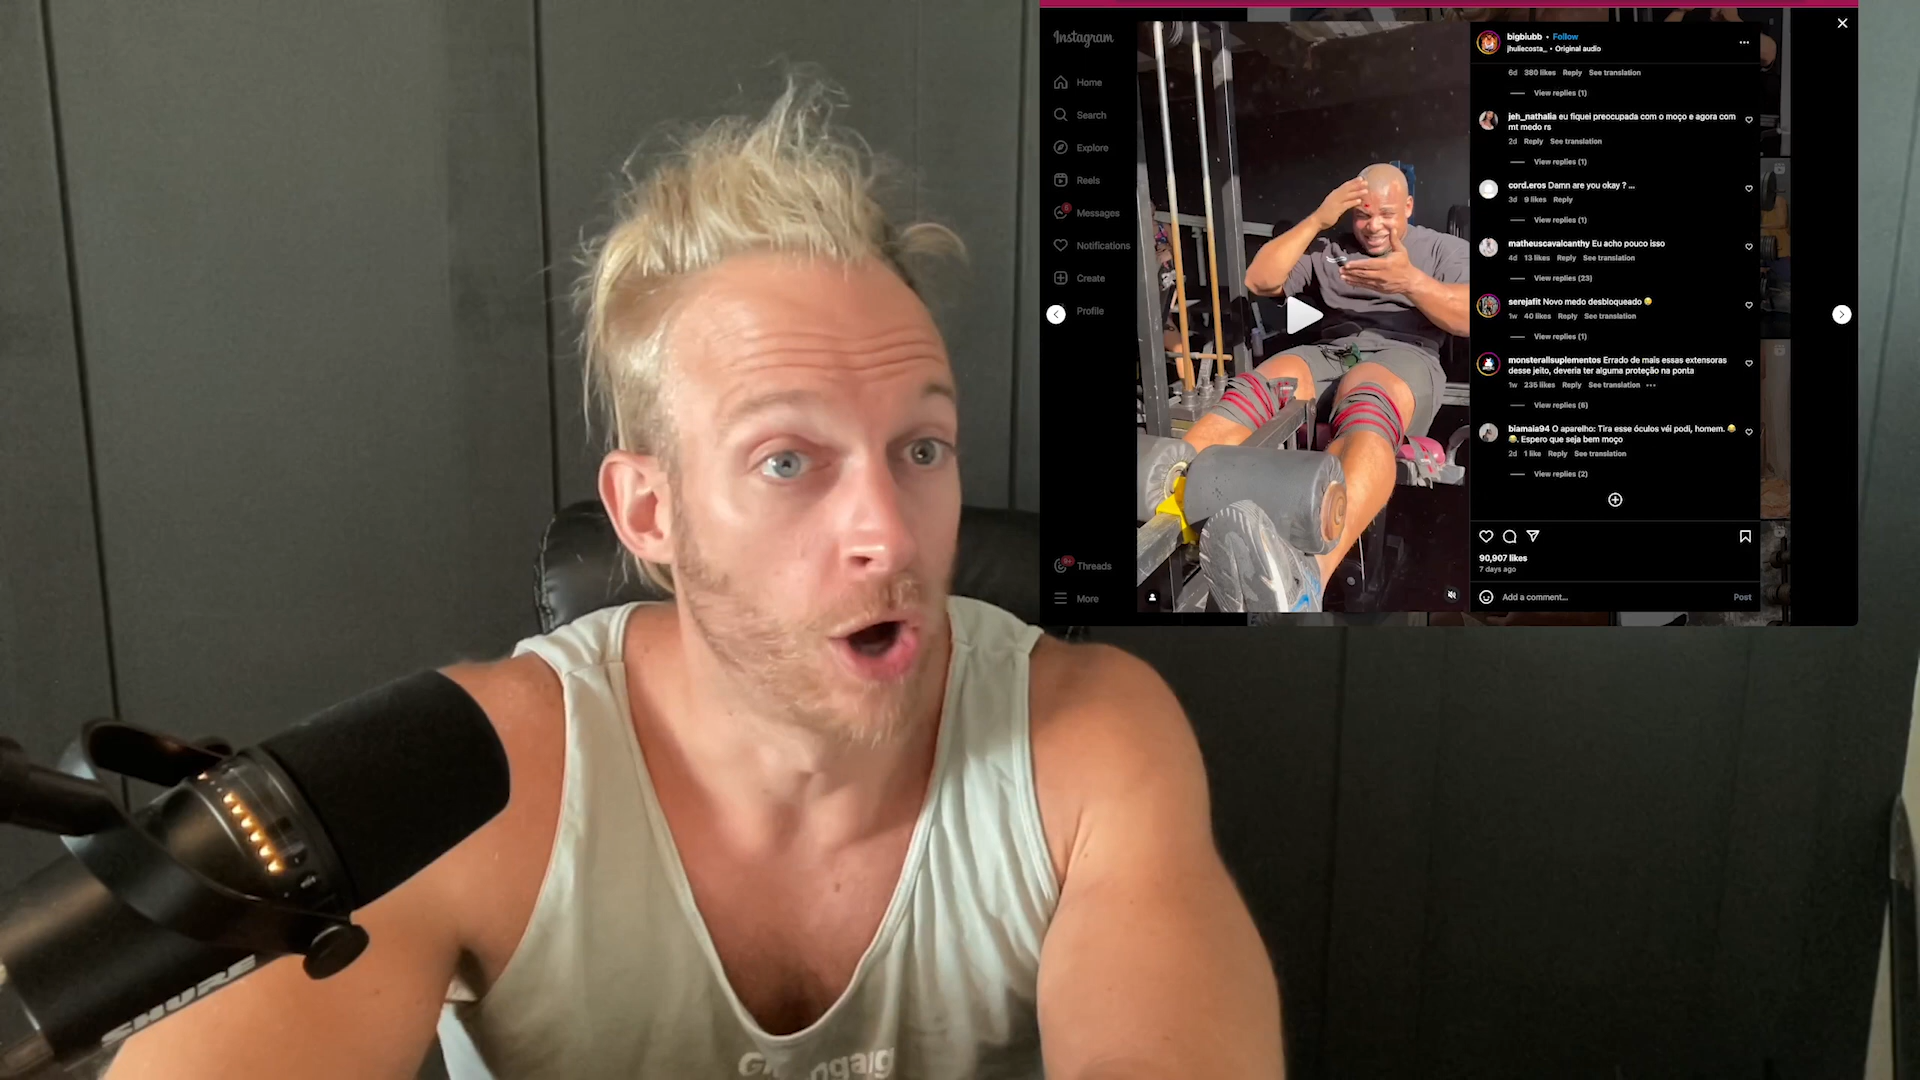 Instagram
Home
Search
Explore
Reels
Messages
Notifications
Create
Profile
Threads
More
bigbiubb • Follow
jhuliecosta_ • Original audio
6d 380 likes Reply See translation
View replies (1)
jeh_nathalia eu fiquei preocupada com o moço e agora com
mt medo rs
2d Reply See translation
View replies (1)
cord.eros Damn are you okay ? ...
3d 9 likes Reply
View replies (1)
matheuscavalcanthy Eu acho pouco isso
4d 13 likes Reply See translation
View replies (23)
serejafit Novo medo desbloqueado 😂
1w 40 likes Reply See translation
View replies (1)
monsterallsuplementos Errado de mais essas extensoras
desse jeito, deveria ter alguma proteção na ponta
1w 235 likes Reply See translation •••
View replies (6)
biamaia94 O aparelho: Tira esse óculos véi podi, homem. 😂
😂. Espero que seja bem moço
2d 1 like Reply See translation
View replies (2)
90,907 likes
7 days ago
Add a comment... Post
SHURE